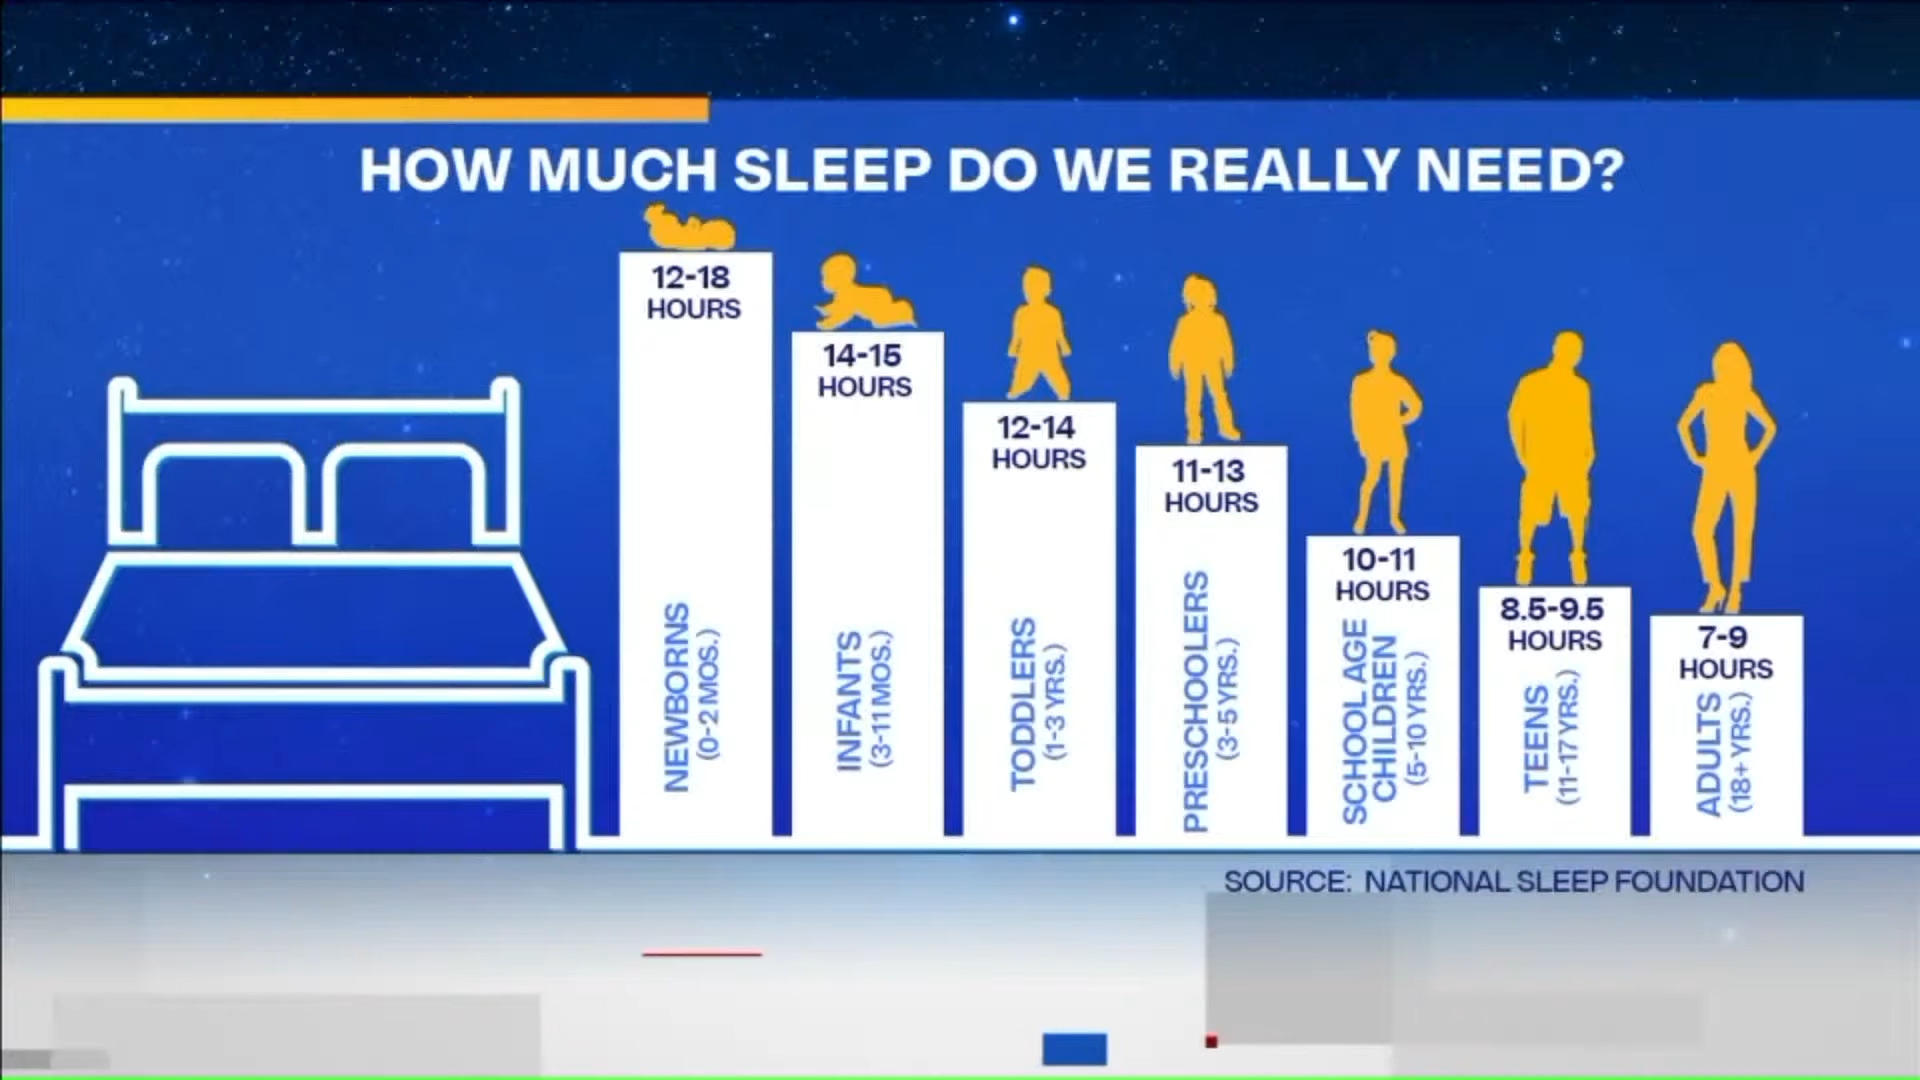 HOW MUCH SLEEP DO WE REALLY NEED?
12-18
HOURS
NEWBORNS
(0-2 MOS.)
14-15
HOURS
INFANTS
(3-11 MOS.)
12-14
HOURS
TODDLERS
(1-3 YRS.)
11-13
HOURS
PRESCHOOLERS
(3-5 YRS.)
10-11
HOURS
SCHOOL AGE
CHILDREN
(5-10 YRS.)
8.5-9.5
HOURS
TEENS
(11-17 YRS.)
7-9
HOURS
ADULTS
(18+ YRS.)
SOURCE: NATIONAL SLEEP FOUNDATION